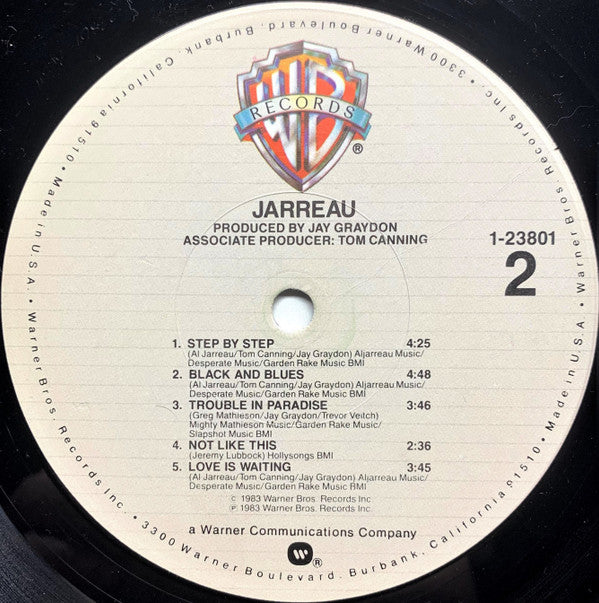 WB
RECORDS
®
JARREAU
PRODUCED BY JAY GRAYDON
ASSOCIATE PRODUCER: TOM CANNING
1-23801
2
1. STEP BY STEP 4:25
(Al Jarreau/Tom Canning/Jay Graydon) Aljarreau Music/
Desperate Music/Garden Rake Music BMI
2. BLACK AND BLUES 4:48
(Al Jarreau/Tom Canning/Jay Graydon) Aljarreau Music/
Desperate Music/Garden Rake Music BMI
3. TROUBLE IN PARADISE 3:46
(Greg Mathieson/Jay Graydon/Trevor Veitch)
Mighty Mathieson Music/Garden Rake Music/
Slapshot Music BMI
4. NOT LIKE THIS 2:36
(Jeremy Lubbock) Hollysongs BMI
5. LOVE IS WAITING 3:45
(Al Jarreau/Tom Canning/Jay Graydon) Aljarreau Music/
Desperate Music/Garden Rake Music BMI
© 1983 Warner Bros. Records Inc.
℗ 1983 Warner Bros. Records Inc.
a Warner Communications Company
®
Warner Bros. Records Inc. • 3300 Warner Boulevard, Burbank, California 91510 • Made in U.S.A. • Warner Bros. Records Inc. • 3300 Warner Boulevard, Burbank, California 91510 • Made in U.S.A. •